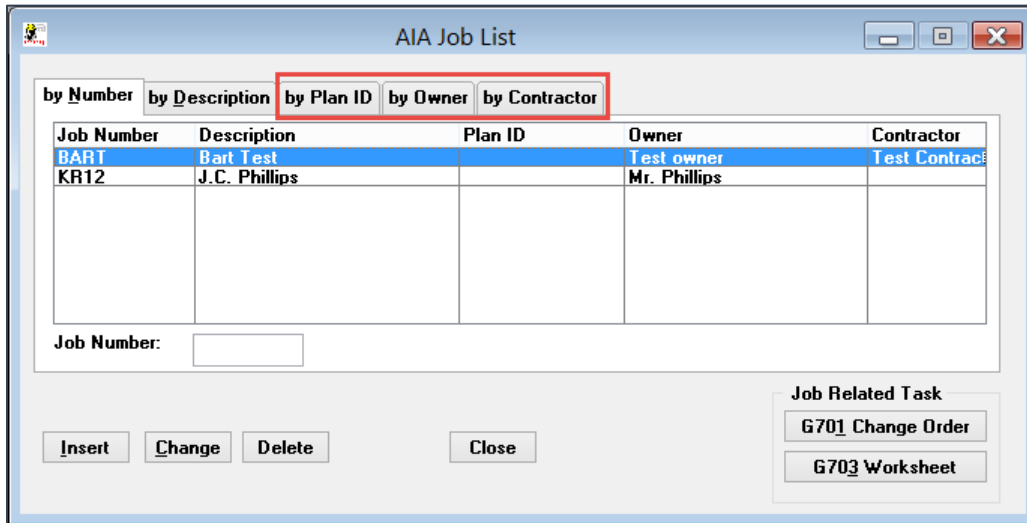 AIA Job List
by Number by Description by Plan ID by Owner by Contractor
Job Number Description Plan ID Owner Contractor
BART Bart Test Test owner Test Contrac
KR12 J.C. Phillips Mr. Phillips
Job Number:
Job Related Task
G701 Change Order
Insert Change Delete Close
G703 Worksheet